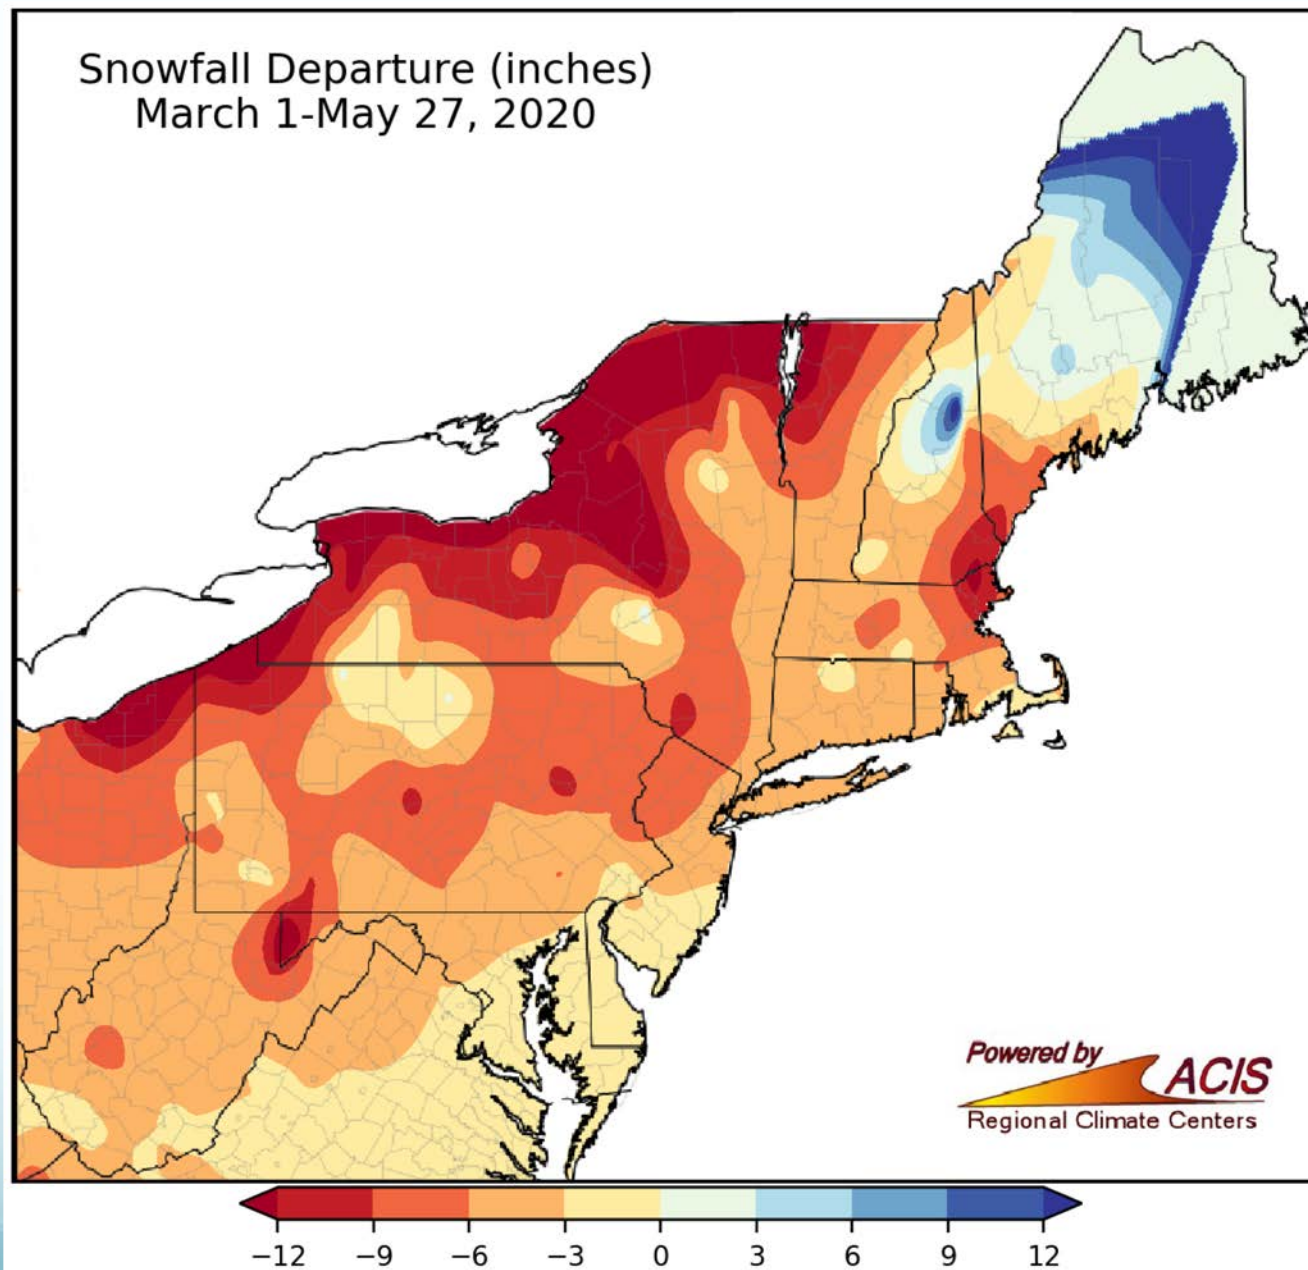 Snowfall Departure (inches)
March 1-May 27, 2020
Powered by
ACIS
Regional Climate Centers
−12 −9 −6 −3 0 3 6 9 12